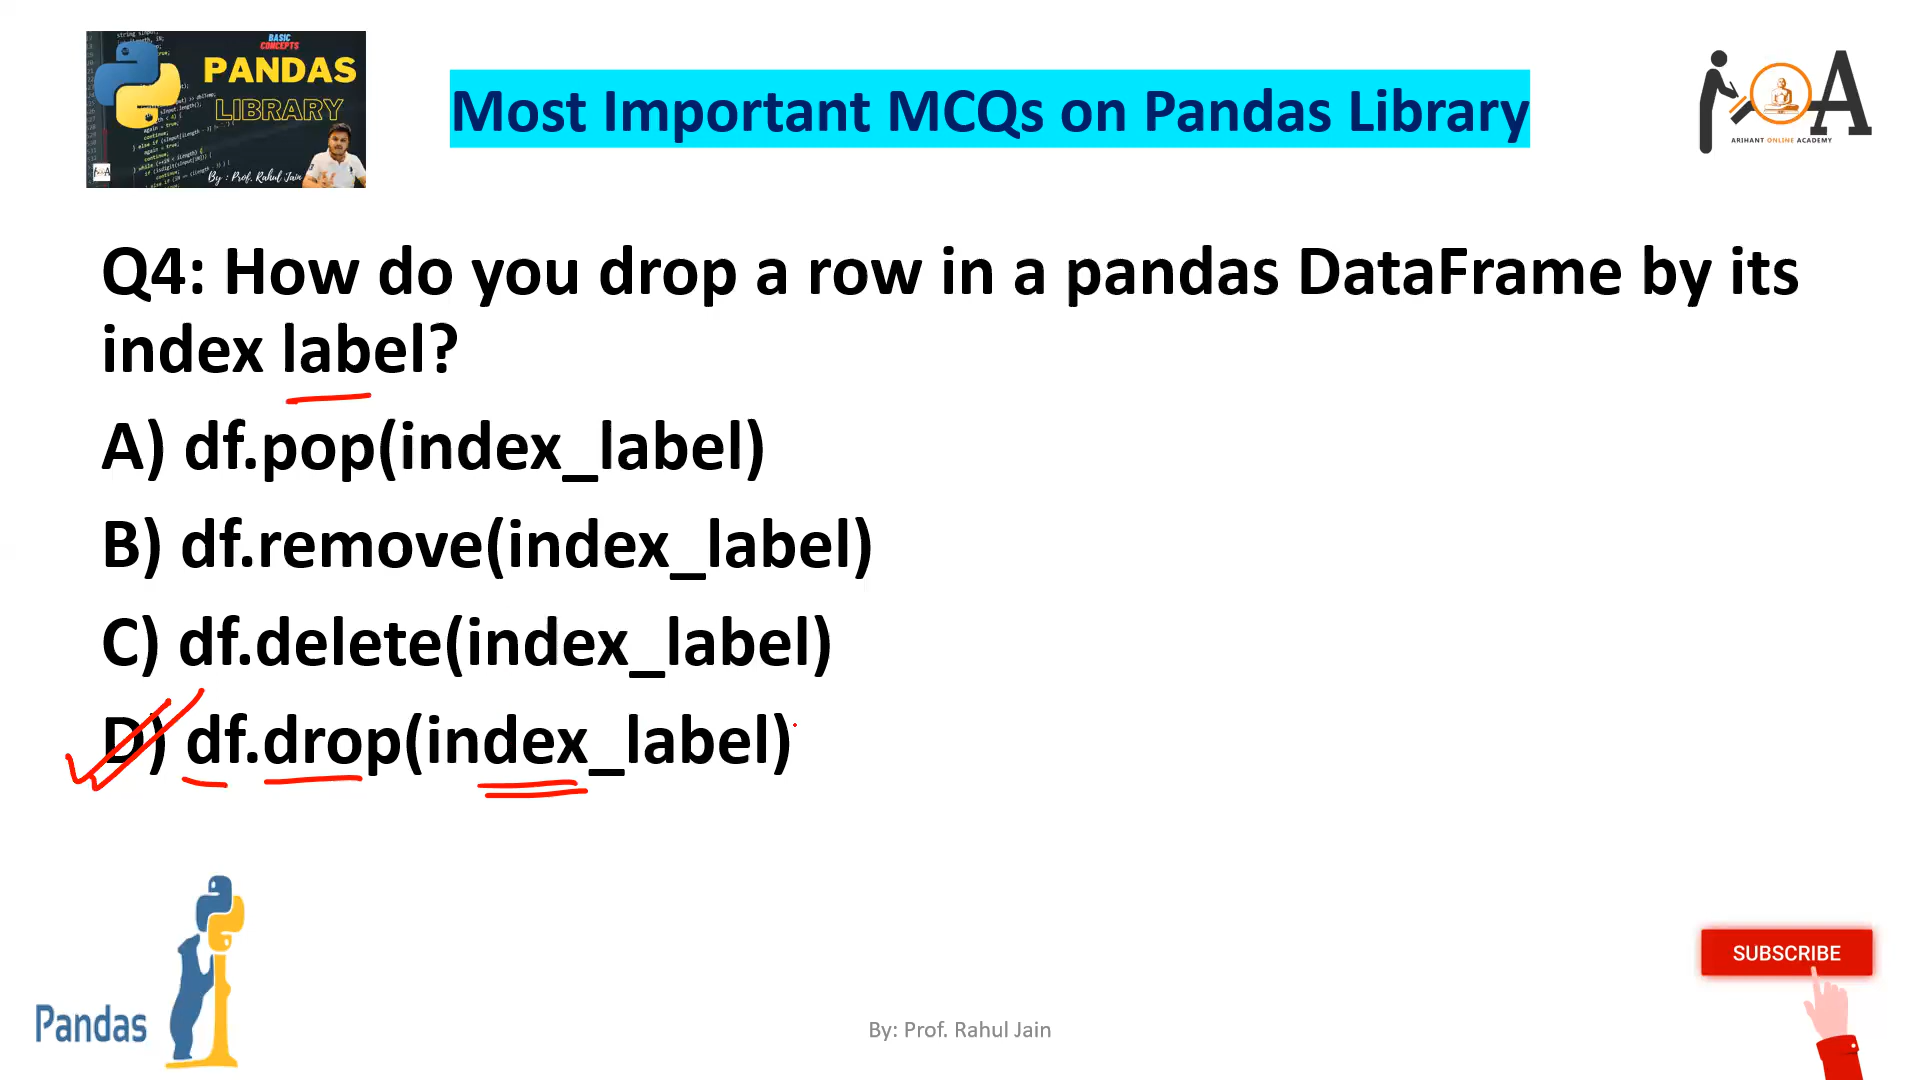 BASIC
CONCEPTS
PANDAS
LIBRARY
By : Prof. Rahul Jain
Most Important MCQs on Pandas Library
ARIHANT ONLINE ACADEMY
Q4: How do you drop a row in a pandas DataFrame by its
index label?
A) df.pop(index_label)
B) df.remove(index_label)
C) df.delete(index_label)
D) df.drop(index_label)
Pandas
SUBSCRIBE
By: Prof. Rahul Jain